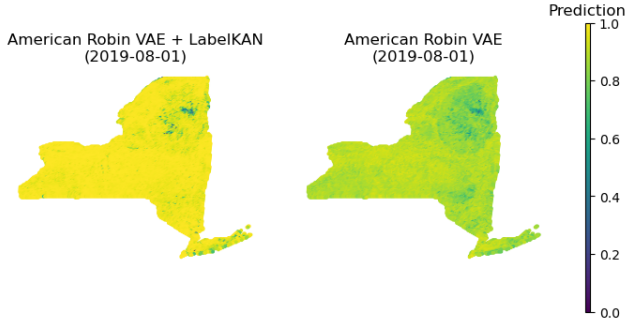 American Robin VAE + LabelKAN
(2019-08-01)
American Robin VAE
(2019-08-01)
Prediction
1.0
0.8
0.6
0.4
0.2
0.0